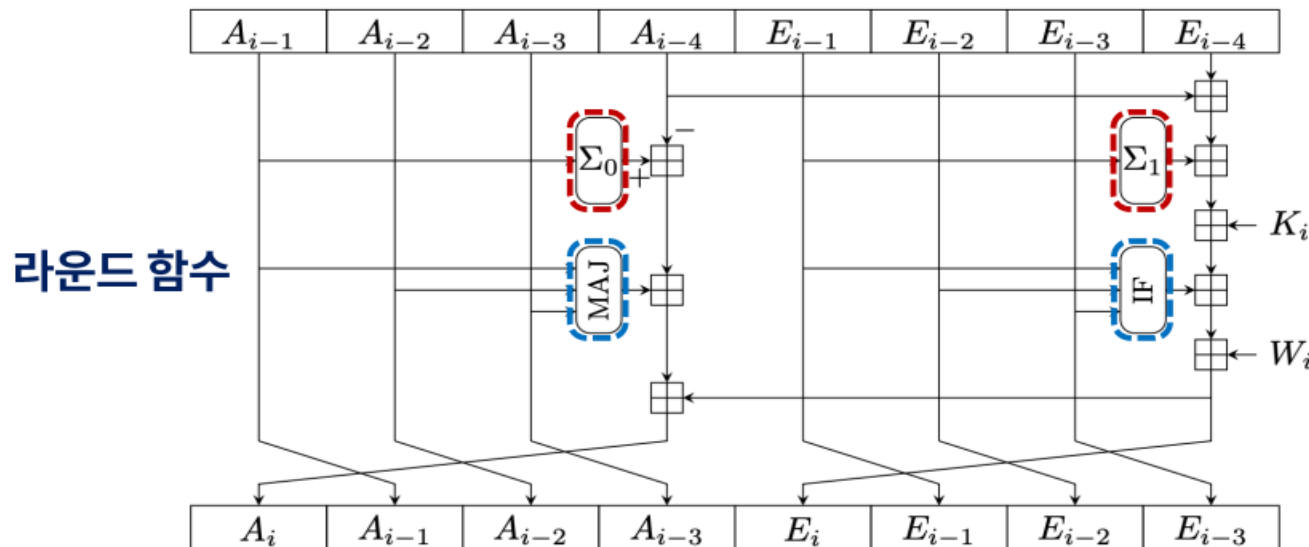 A_{i−1} A_{i−2} A_{i−3} A_{i−4} E_{i−1} E_{i−2} E_{i−3} E_{i−4}
−
Σ_0 Σ_1
+
K_i
라운드 함수
MAJ IF
W_i
A_i A_{i−1} A_{i−2} A_{i−3} E_i E_{i−1} E_{i−2} E_{i−3}